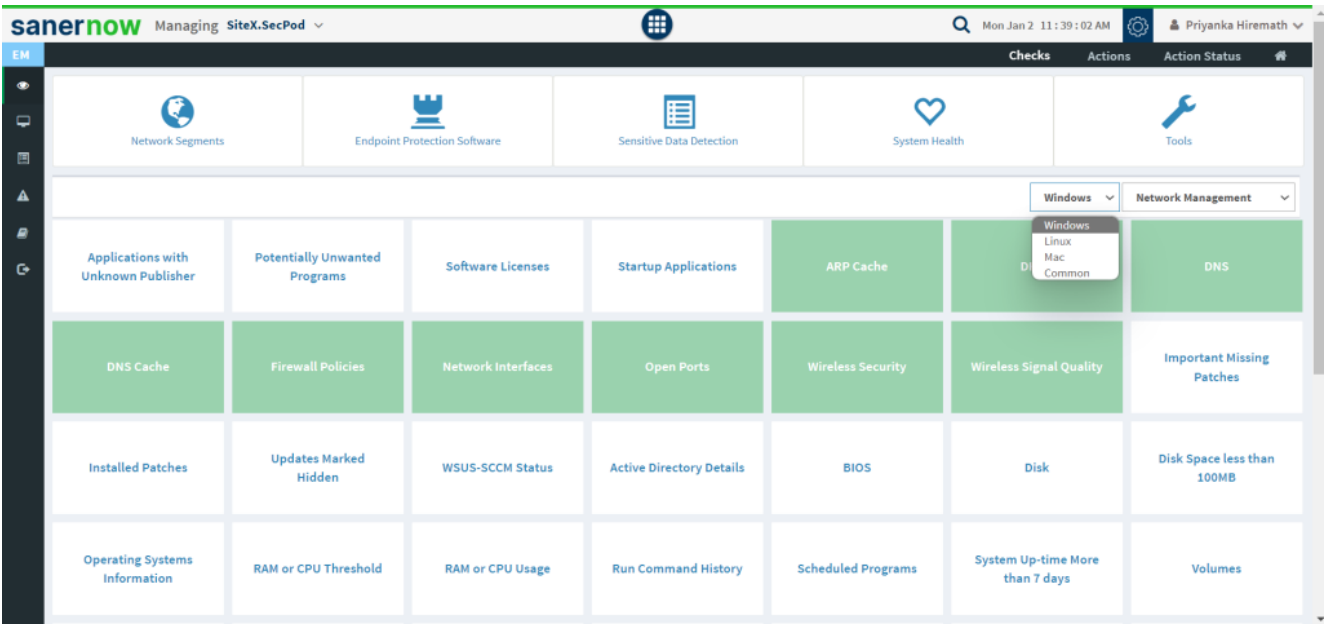 sanernow Managing SiteX.SecPod Mon Jan 2 11:39:02 AM Priyanka Hiremath
EM Checks Actions Action Status
Network Segments Endpoint Protection Software Sensitive Data Detection System Health Tools
Windows Network Management
Windows
Linux
Mac
Common
Applications with
Unknown Publisher
Potentially Unwanted
Programs
Software Licenses
Startup Applications
ARP Cache
DNS
DNS Cache
Firewall Policies
Network Interfaces
Open Ports
Wireless Security
Wireless Signal Quality
Important Missing
Patches
Installed Patches
Updates Marked
Hidden
WSUS-SCCM Status
Active Directory Details
BIOS
Disk
Disk Space less than
100MB
Operating Systems
Information
RAM or CPU Threshold
RAM or CPU Usage
Run Command History
Scheduled Programs
System Up-time More
than 7 days
Volumes